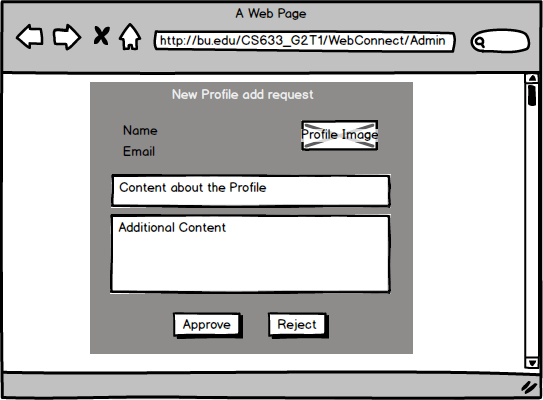 A Web Page
http://bu.edu/CS633_G2T1/WebConnect/Admin
New Profile add request
Name
Profile Image
Email
Content about the Profile
Additional Content
Approve
Reject